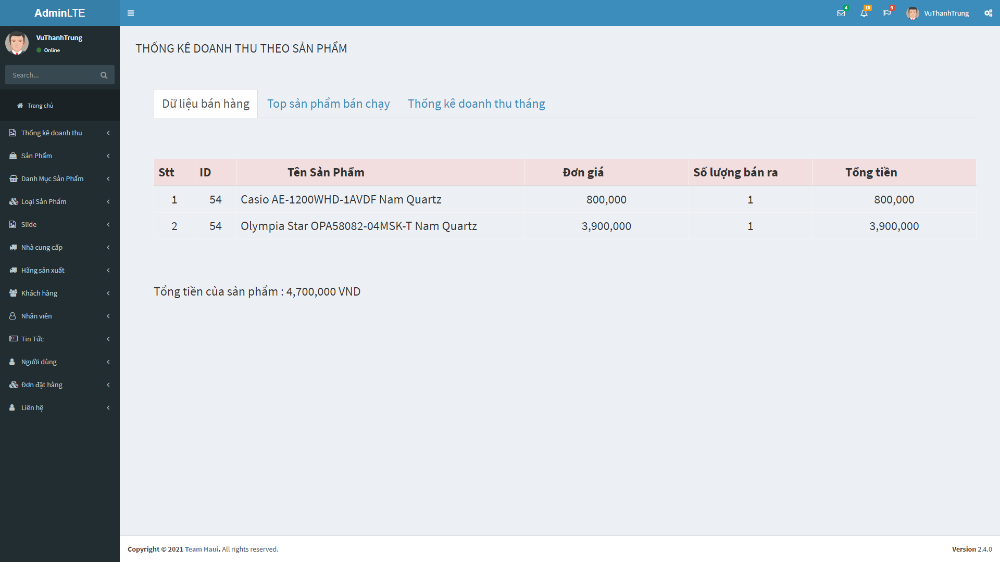 AdminLTE
4
10
9
VuThanhTrung
VuThanhTrung
Online
Search...
Trang chủ
Thống kê doanh thu
Sản Phẩm
Danh Mục Sản Phẩm
Loại Sản Phẩm
Slide
Nhà cung cấp
Hãng sản xuất
Khách hàng
Nhân viên
Tin Tức
Người dùng
Đơn đặt hàng
Liên hệ
THỐNG KÊ DOANH THU THEO SẢN PHẨM
Dữ liệu bán hàng Top sản phẩm bán chạy Thống kê doanh thu tháng
Stt ID Tên Sản Phẩm Đơn giá Số lượng bán ra Tổng tiền
1 54 Casio AE-1200WHD-1AVDF Nam Quartz 800,000 1 800,000
2 54 Olympia Star OPA58082-04MSK-T Nam Quartz 3,900,000 1 3,900,000
Tổng tiền của sản phẩm : 4,700,000 VND
Copyright © 2021 Team Haui. All rights reserved.
Version 2.4.0